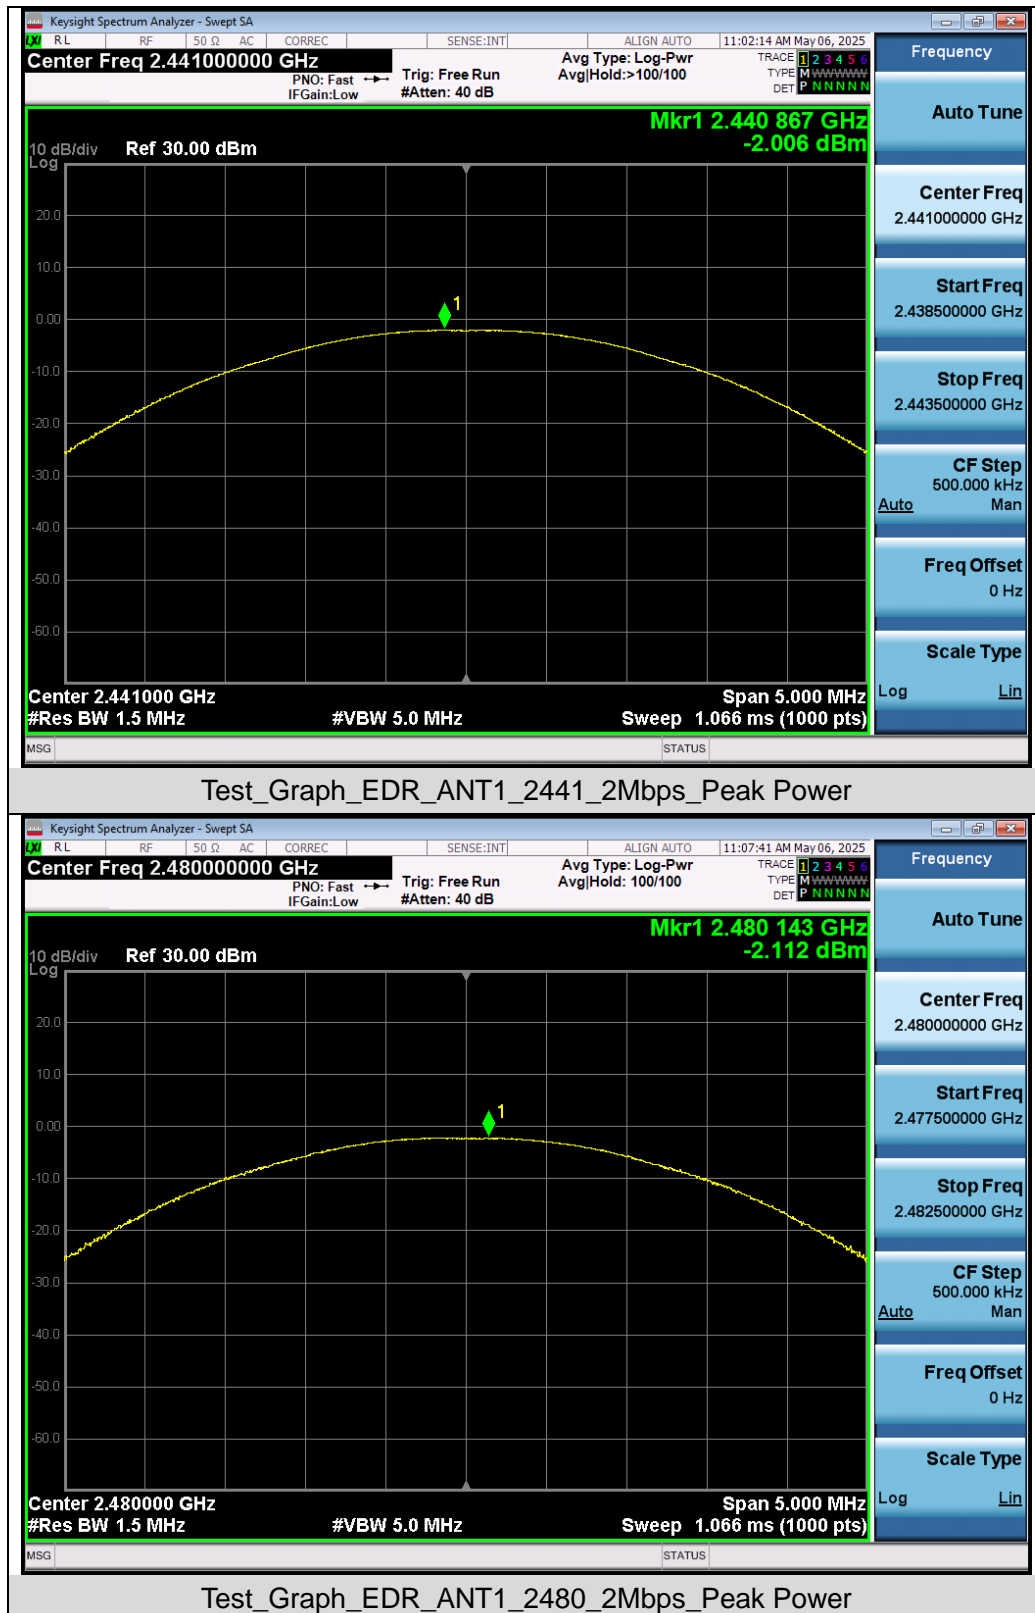 Keysight Spectrum Analyzer - Swept SA
LXI RL RF 50 Ω AC CORREC SENSE:INT ALIGN AUTO 11:02:14 AM May 06, 2025
Center Freq 2.441000000 GHz
PNO: Fast Trig: Free Run Avg Type: Log-Pwr TRACE 1 2 3 4 5 6
IFGain:Low #Atten: 40 dB Avg|Hold:>100/100 TYPE M WWWWW
DET P N N N N N
Mkr1 2.440 867 GHz
-2.006 dBm
10 dB/div Ref 30.00 dBm
Log
20.0
10.0
1
0.00
-10.0
-20.0
-30.0
-40.0
-50.0
-60.0
Center 2.441000 GHz Span 5.000 MHz
#Res BW 1.5 MHz #VBW 5.0 MHz Sweep 1.066 ms (1000 pts)
MSG STATUS
Frequency
Auto Tune
Center Freq
2.441000000 GHz
Start Freq
2.438500000 GHz
Stop Freq
2.443500000 GHz
CF Step
500.000 kHz
Auto Man
Freq Offset
0 Hz
Scale Type
Log Lin
Test_Graph_EDR_ANT1_2441_2Mbps_Peak Power
Keysight Spectrum Analyzer - Swept SA
LXI RL RF 50 Ω AC CORREC SENSE:INT ALIGN AUTO 11:07:41 AM May 06, 2025
Center Freq 2.480000000 GHz
PNO: Fast Trig: Free Run Avg Type: Log-Pwr TRACE 1 2 3 4 5 6
IFGain:Low #Atten: 40 dB Avg|Hold: 100/100 TYPE M WWWWW
DET P N N N N N
Mkr1 2.480 143 GHz
-2.112 dBm
10 dB/div Ref 30.00 dBm
Log
20.0
10.0
1
0.00
-10.0
-20.0
-30.0
-40.0
-50.0
-60.0
Center 2.480000 GHz Span 5.000 MHz
#Res BW 1.5 MHz #VBW 5.0 MHz Sweep 1.066 ms (1000 pts)
MSG STATUS
Frequency
Auto Tune
Center Freq
2.480000000 GHz
Start Freq
2.477500000 GHz
Stop Freq
2.482500000 GHz
CF Step
500.000 kHz
Auto Man
Freq Offset
0 Hz
Scale Type
Log Lin
Test_Graph_EDR_ANT1_2480_2Mbps_Peak Power